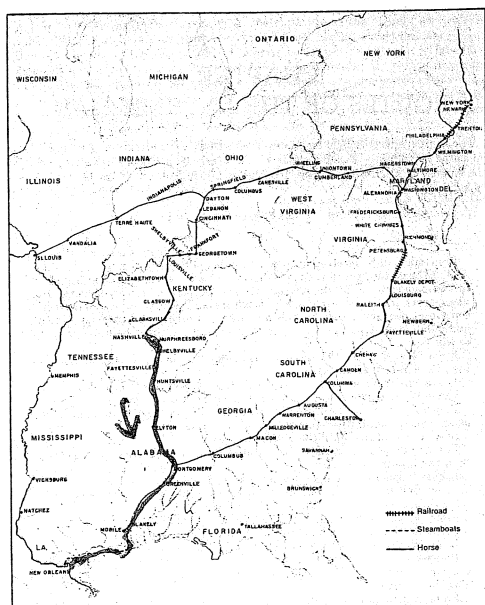 ONTARIO
NEW YORK
WISCONSIN
MICHIGAN
NEW YORK
NEWARK
TRENTON
PENNSYLVANIA
PHILADELPHIA
WILMINGTON
INDIANA
OHIO
WHEELING
UNIONTOWN
HAGERSTOWN
BALTIMORE
ILLINOIS
INDIANAPOLIS
SPRINGFIELD
ZANESVILLE
COLUMBUS
CUMBERLAND
MARYLAND
WASHINGTON
DEL.
ALEXANDRIA
DAYTON
LEBANON
CINCINNATI
WEST
VIRGINIA
FREDERICKSBURG
TERRE HAUTE
VANDALIA
ST. LOUIS
SHELBYVILLE
FRANKFORT
GEORGETOWN
LOUISVILLE
VIRGINIA
RICHMOND
PETERSBURG
ELIZABETHTOWN
KENTUCKY
BLAKELY DEPOT
GLASGOW
LOUISBURG
CLARKSVILLE
NORTH
CAROLINA
RALEIGH
NEWBERN
NASHVILLE
MURPHREESBORO
SHELBYVILLE
FAYETTEVILLE
TENNESSEE
FAYETTESVILLE
CHERAW
MEMPHIS
HUNTSVILLE
SOUTH
CAROLINA
CAMDEN
COLUMBIA
GEORGIA
AUGUSTA
WARRENTON
CHARLESTON
ELYTON
MILLEDGEVILLE
MISSISSIPPI
ALABAMA
MACON
COLUMBUS
SAVANNAH
MONTGOMERY
VICKSBURG
GREENVILLE
BRUNSWICK
NATCHEZ
MOBILE
BLAKELY
FLORIDA
TALLAHASSEE
LA.
NEW ORLEANS
Railroad
Steamboats
Horse